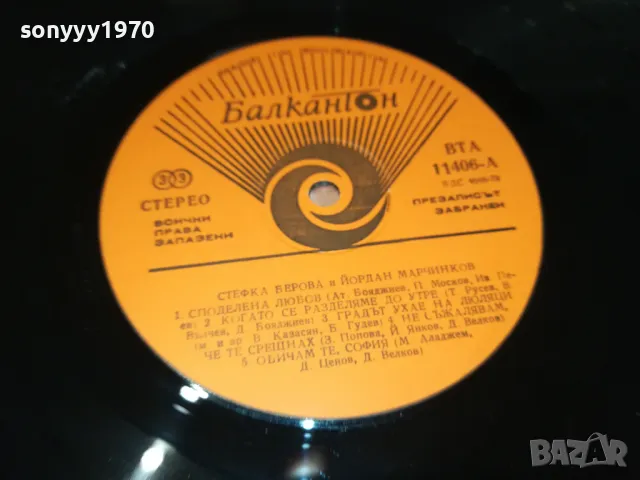 sonyyy1970
Балкантон
ВТА
11406-А
33
СТЕРЕО
ВСИЧКИ
ПРАВА
ЗАПАЗЕНИ
ПРЕЗАПИСЪТ
ЗАБРАНЕН
СТЕФКА БЕРОВА и ЙОРДАН МАРЧИНКОВ
1. СПОДЕЛЕНА ЛЮБОВ (Ат. Бояджиев, П. Москов, Ив. Пе-
ев) 2. КОГАТО СЕ РАЗДЕЛЯМЕ ДО УТРЕ (Т. Русев, В.
Вълчев, Д. Бояджиев) 3. ГРАДЪТ УХАЕ НА ЛЮЛЯЦИ
(м. и ар. В. Казасян, Б. Гудев) 4. НЕ СЪЖАЛЯВАМ,
ЧЕ ТЕ СРЕЩНАХ (З. Попова, Й. Янков, Д. Велков)
5. ОБИЧАМ ТЕ, СОФИЯ (М. Аладжем,
Д. Ценов, Д. Велков)
BAZAR
bazar.bg